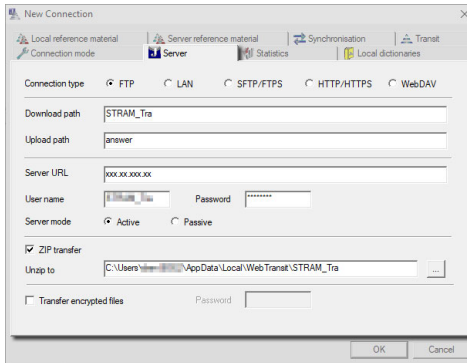 New Connection
Local reference material
Server reference material
Synchronisation
Transit
Connection mode
Server
Statistics
Local dictionaries
Connection type FTP LAN SFTP/FTPS HTTP/HTTPS WebDAV
Download path STRAM_Tra
Upload path answer
Server URL xxx.xx.xxx.xx
User name Password ********
Server mode Active Passive
ZIP transfer
Unzip to C:\Users\ \AppData\Local\WebTransit\STRAM_Tra ...
Transfer encrypted files Password
OK Cancel